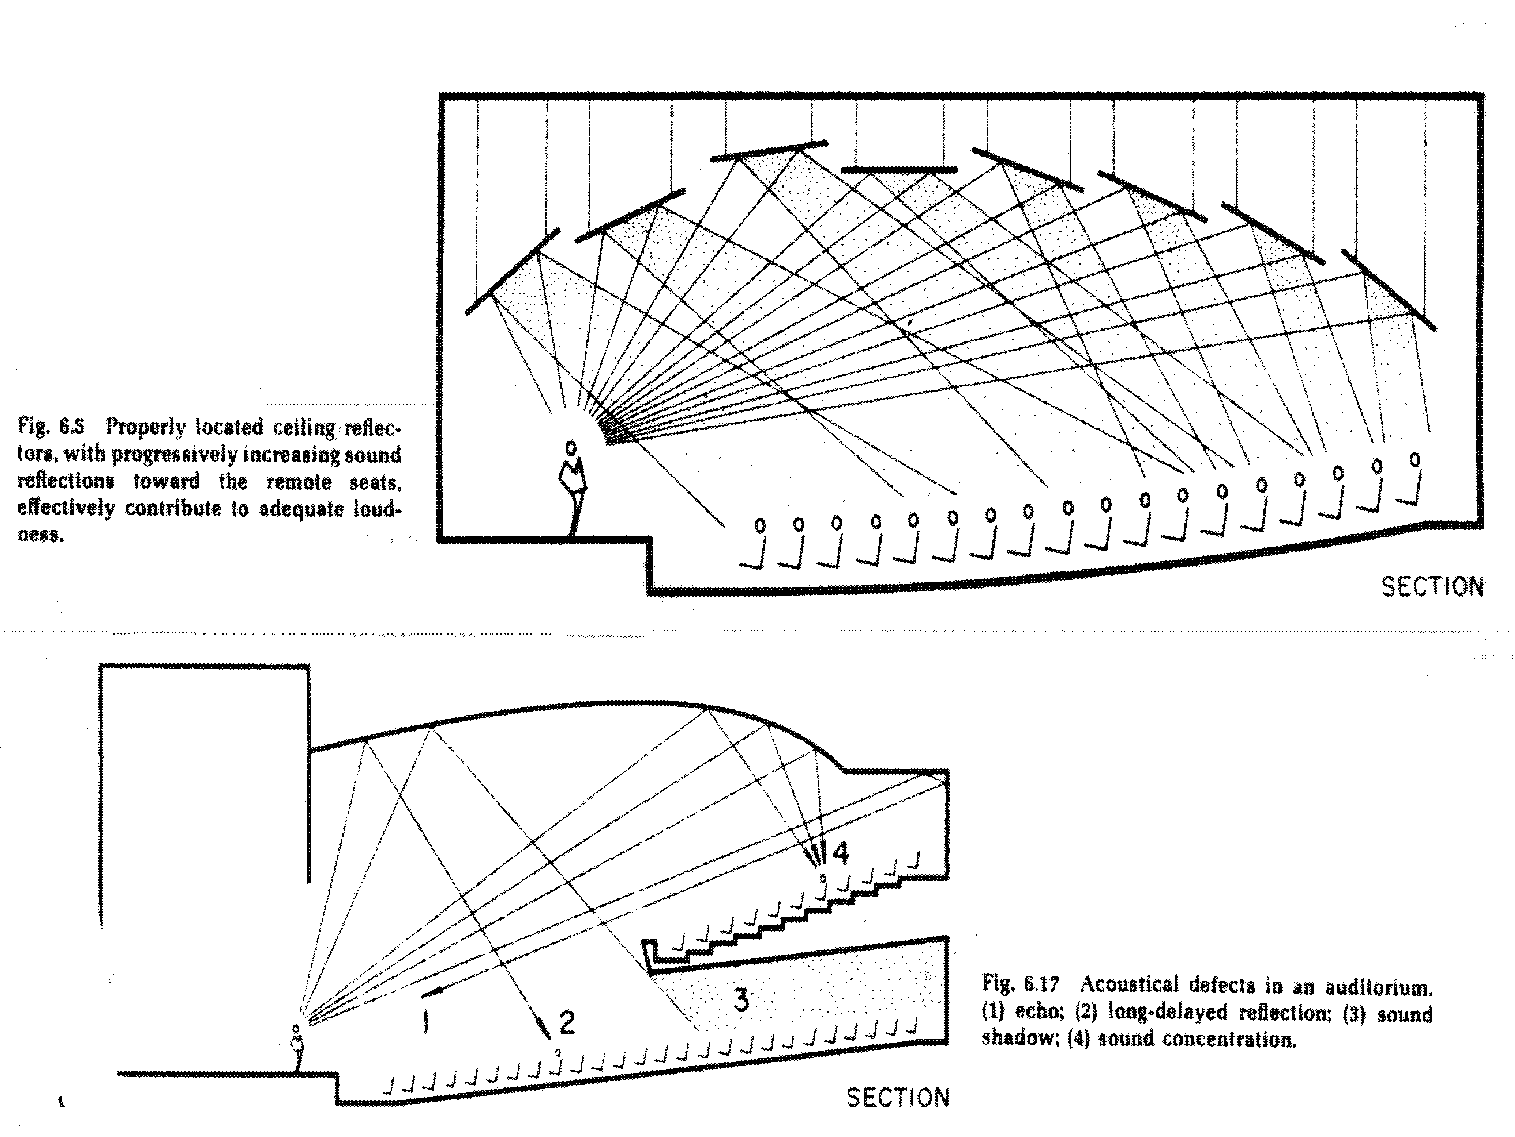 Fig. 6.5 Properly located ceiling reflec-
tors, with progressively increasing sound
reflections toward the remote seats,
effectively contribute to adequate loud-
ness.
SECTION
4
3
1
2
Fig. 6.17 Acoustical defects in an auditorium.
(1) echo; (2) long-delayed reflection; (3) sound
shadow; (4) sound concentration.
SECTION